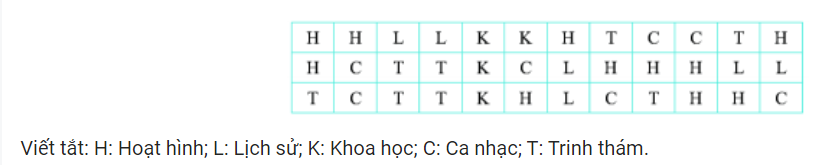 H H L L K K H T C C T H
H C T T K C L H H H L L
T C T T K H L C T H H C
Viết tắt: H: Hoạt hình; L: Lịch sử; K: Khoa học; C: Ca nhạc; T: Trinh thám.